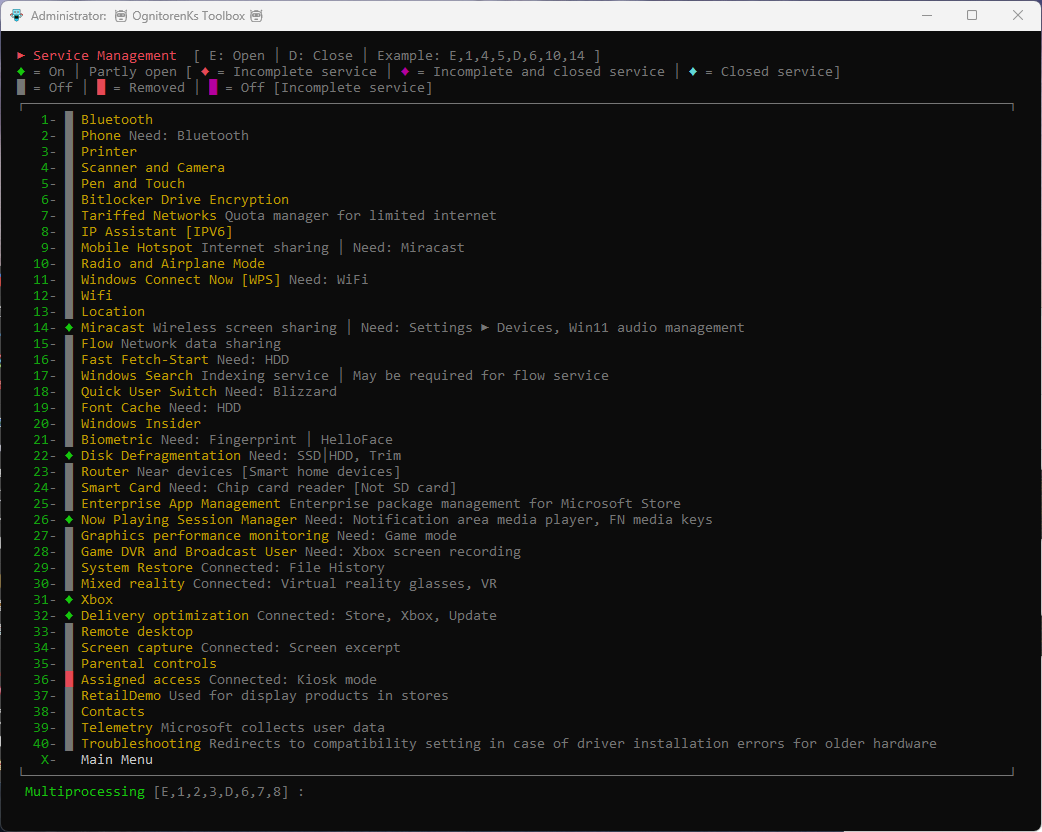 Administrator: OgnitorenKs Toolbox
► Service Management [ E: Open │ D: Close │ Example: E,1,4,5,D,6,10,14 ]
♦ = On │ Partly open [ ♦ = Incomplete service │ ♦ = Incomplete and closed service │ ♦ = Closed service]
█ = Off │ █ = Removed │ █ = Off [Incomplete service]
1- Bluetooth
2- Phone Need: Bluetooth
3- Printer
4- Scanner and Camera
5- Pen and Touch
6- Bitlocker Drive Encryption
7- Tariffed Networks Quota manager for limited internet
8- IP Assistant [IPV6]
9- Mobile Hotspot Internet sharing │ Need: Miracast
10- Radio and Airplane Mode
11- Windows Connect Now [WPS] Need: WiFi
12- Wifi
13- Location
14- ♦ Miracast Wireless screen sharing │ Need: Settings ► Devices, Win11 audio management
15- Flow Network data sharing
16- Fast Fetch-Start Need: HDD
17- Windows Search Indexing service │ May be required for flow service
18- Quick User Switch Need: Blizzard
19- Font Cache Need: HDD
20- Windows Insider
21- Biometric Need: Fingerprint │ HelloFace
22- ♦ Disk Defragmentation Need: SSD│HDD, Trim
23- Router Near devices [Smart home devices]
24- Smart Card Need: Chip card reader [Not SD card]
25- Enterprise App Management Enterprise package management for Microsoft Store
26- ♦ Now Playing Session Manager Need: Notification area media player, FN media keys
27- Graphics performance monitoring Need: Game mode
28- Game DVR and Broadcast User Need: Xbox screen recording
29- System Restore Connected: File History
30- Mixed reality Connected: Virtual reality glasses, VR
31- ♦ Xbox
32- ♦ Delivery optimization Connected: Store, Xbox, Update
33- Remote desktop
34- Screen capture Connected: Screen excerpt
35- Parental controls
36- Assigned access Connected: Kiosk mode
37- RetailDemo Used for display products in stores
38- Contacts
39- Telemetry Microsoft collects user data
40- Troubleshooting Redirects to compatibility setting in case of driver installation errors for older hardware
X- Main Menu
Multiprocessing [E,1,2,3,D,6,7,8] :